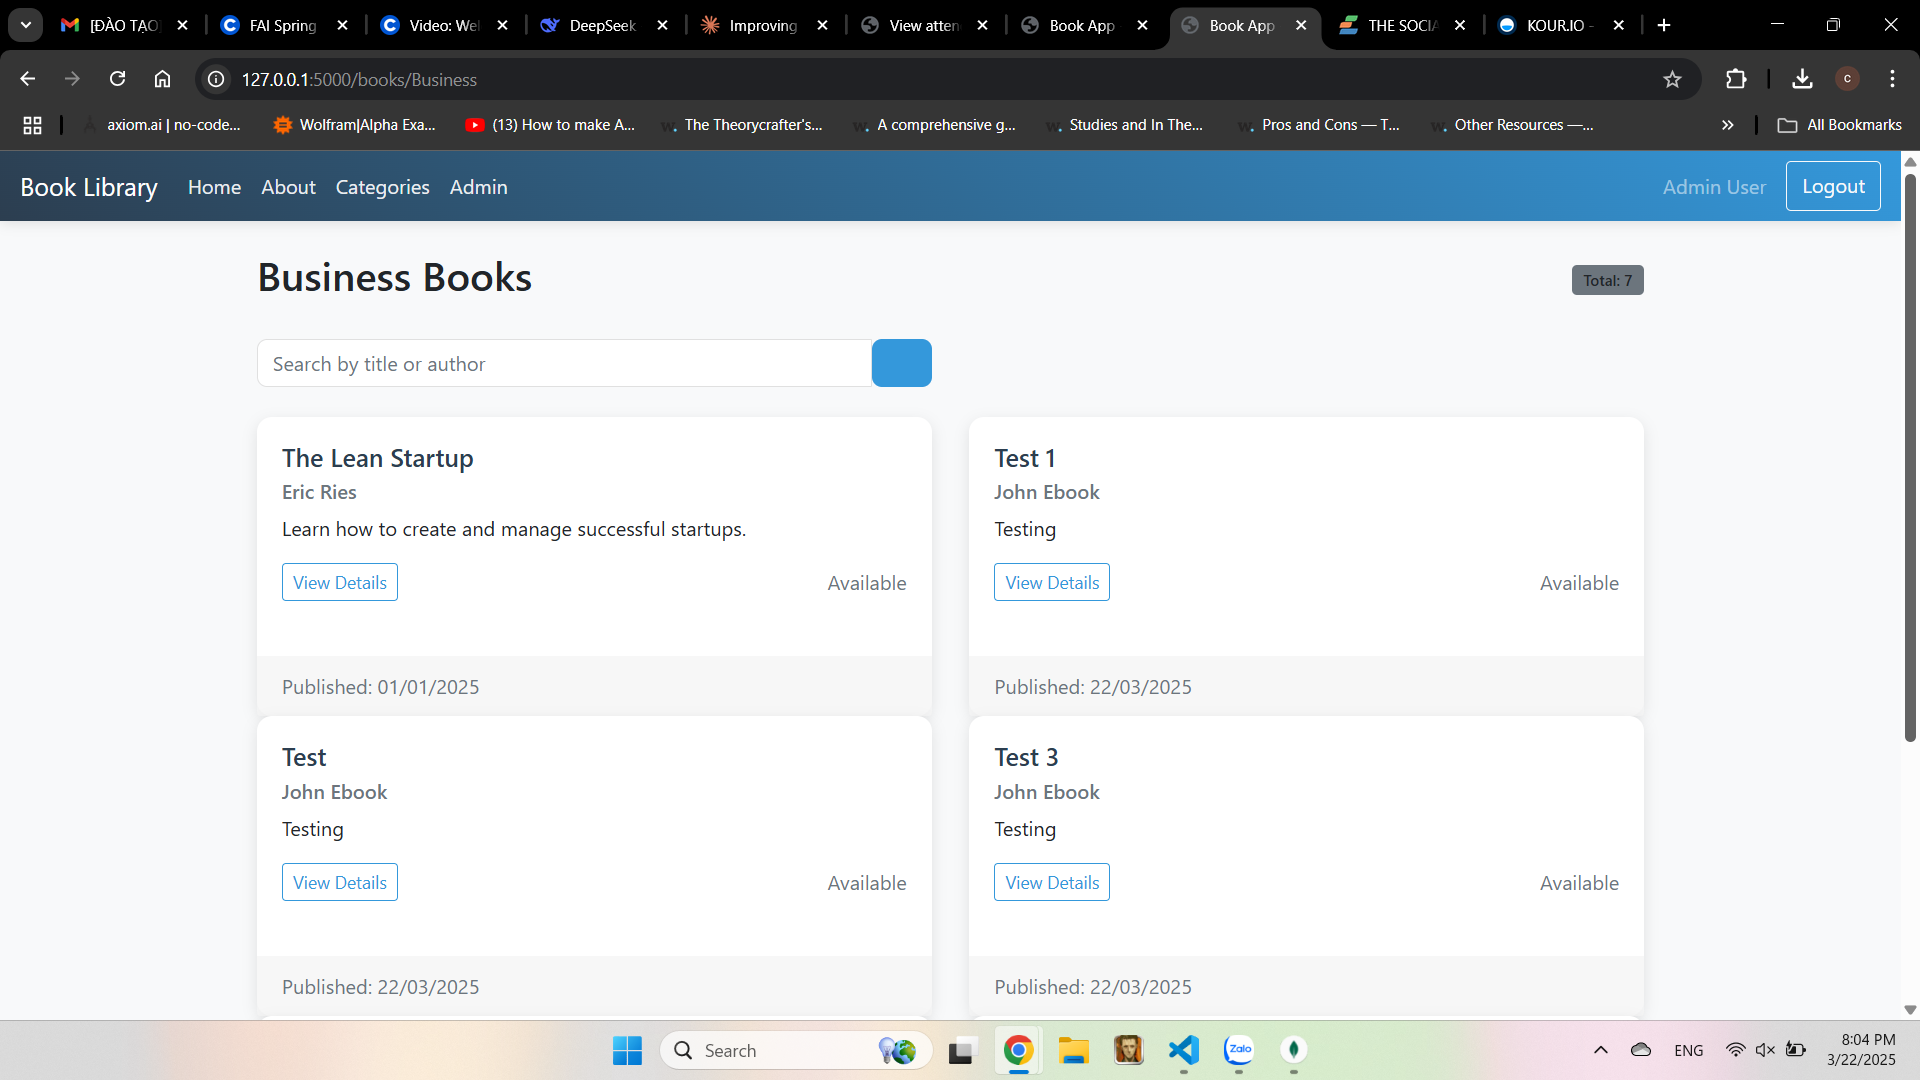 [ĐÀO TẠO]
FAI Spring
Video: Wel
DeepSeek
Improving
View atten
Book App
Book App
THE SOCIA
KOUR.IO -
127.0.0.1:5000/books/Business
c
axiom.ai | no-code...
Wolfram|Alpha Exa...
(13) How to make A...
The Theorycrafter's...
A comprehensive g...
Studies and In The...
Pros and Cons — T...
Other Resources —...
All Bookmarks
Book Library
Home
About
Categories
Admin
Admin User
Logout
Business Books
Total: 7
Search by title or author
The Lean Startup
Eric Ries
Learn how to create and manage successful startups.
View Details
Available
Published: 01/01/2025
Test 1
John Ebook
Testing
View Details
Available
Published: 22/03/2025
Test
John Ebook
Testing
View Details
Available
Published: 22/03/2025
Test 3
John Ebook
Testing
View Details
Available
Published: 22/03/2025
Search
Zalo
ENG
8:04 PM
3/22/2025